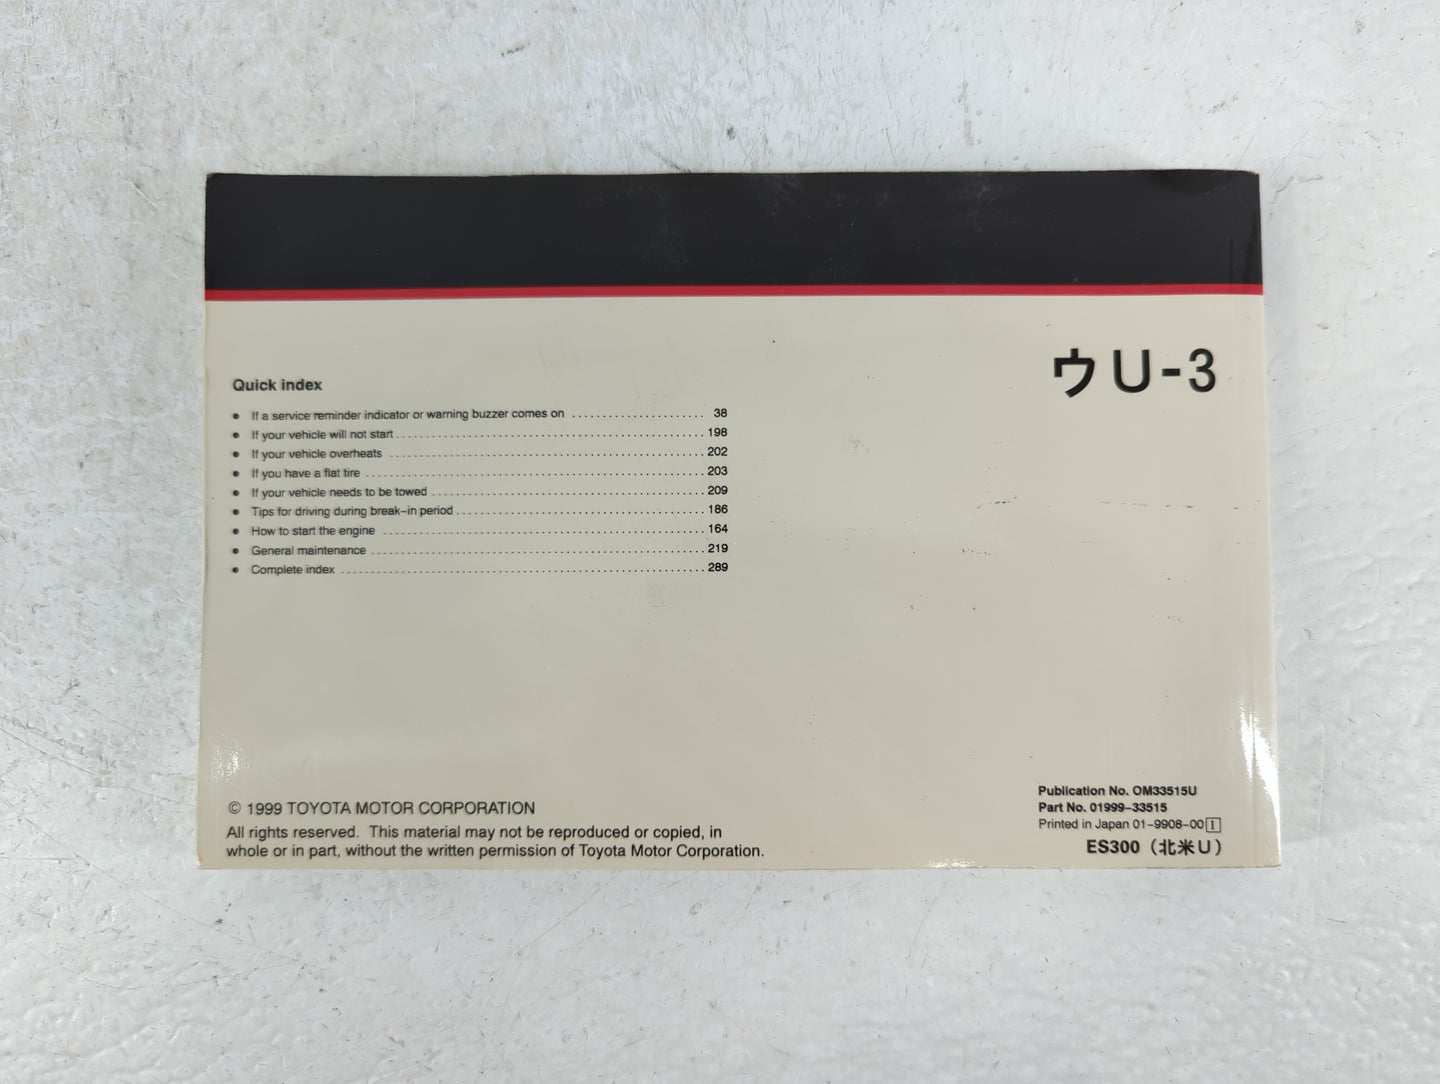 ウU-3
Quick index
● If a service reminder indicator or warning buzzer comes on ........................ 38
● If your vehicle will not start ........................ 198
● If your vehicle overheats ........................ 202
● If you have a flat tire ........................ 203
● If your vehicle needs to be towed ........................ 209
● Tips for driving during break–in period ........................ 186
● How to start the engine ........................ 164
● General maintenance ........................ 219
● Complete index ........................ 289
© 1999 TOYOTA MOTOR CORPORATION
All rights reserved. This material may not be reproduced or copied, in
whole or in part, without the written permission of Toyota Motor Corporation.
Publication No. OM33515U
Part No. 01999–33515
Printed in Japan 01–9908–00 1
ES300（北米U）